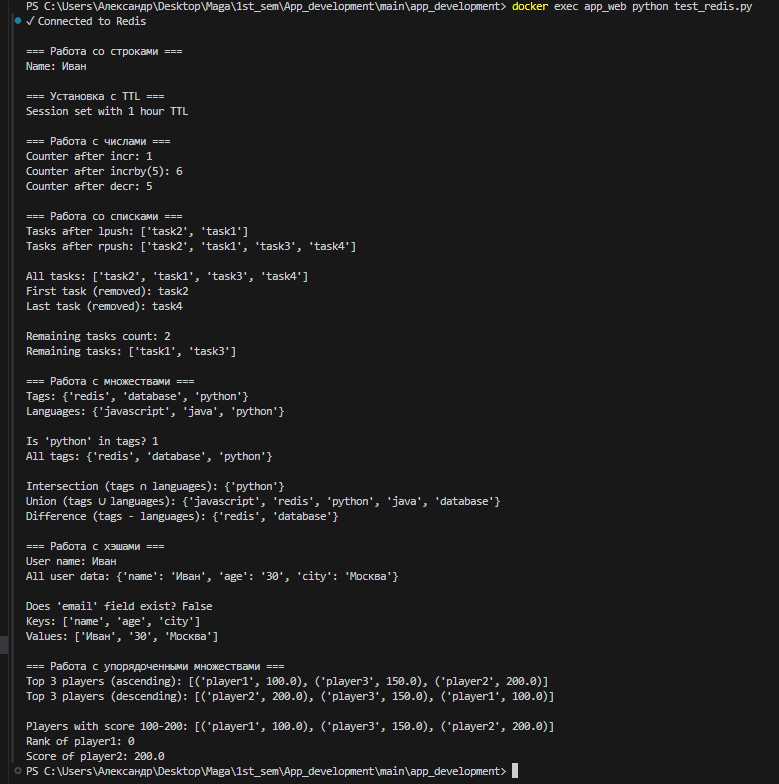 PS C:\Users\Александр\Desktop\Maga\1st_sem\App_development\main\app_development> docker exec app_web python test_redis.py
✓ Connected to Redis
=== Работа со строками ===
Name: Иван
=== Установка с TTL ===
Session set with 1 hour TTL
=== Работа с числами ===
Counter after incr: 1
Counter after incrby(5): 6
Counter after decr: 5
=== Работа со списками ===
Tasks after lpush: ['task2', 'task1']
Tasks after rpush: ['task2', 'task1', 'task3', 'task4']
All tasks: ['task2', 'task1', 'task3', 'task4']
First task (removed): task2
Last task (removed): task4
Remaining tasks count: 2
Remaining tasks: ['task1', 'task3']
=== Работа с множествами ===
Tags: {'redis', 'database', 'python'}
Languages: {'javascript', 'java', 'python'}
Is 'python' in tags? 1
All tags: {'redis', 'database', 'python'}
Intersection (tags ∩ languages): {'python'}
Union (tags ∪ languages): {'javascript', 'redis', 'python', 'java', 'database'}
Difference (tags - languages): {'redis', 'database'}
=== Работа с хэшами ===
User name: Иван
All user data: {'name': 'Иван', 'age': '30', 'city': 'Москва'}
Does 'email' field exist? False
Keys: ['name', 'age', 'city']
Values: ['Иван', '30', 'Москва']
=== Работа с упорядоченными множествами ===
Top 3 players (ascending): [('player1', 100.0), ('player3', 150.0), ('player2', 200.0)]
Top 3 players (descending): [('player2', 200.0), ('player3', 150.0), ('player1', 100.0)]
Players with score 100-200: [('player1', 100.0), ('player3', 150.0), ('player2', 200.0)]
Rank of player1: 0
Score of player2: 200.0
PS C:\Users\Александр\Desktop\Maga\1st_sem\App_development\main\app_development>